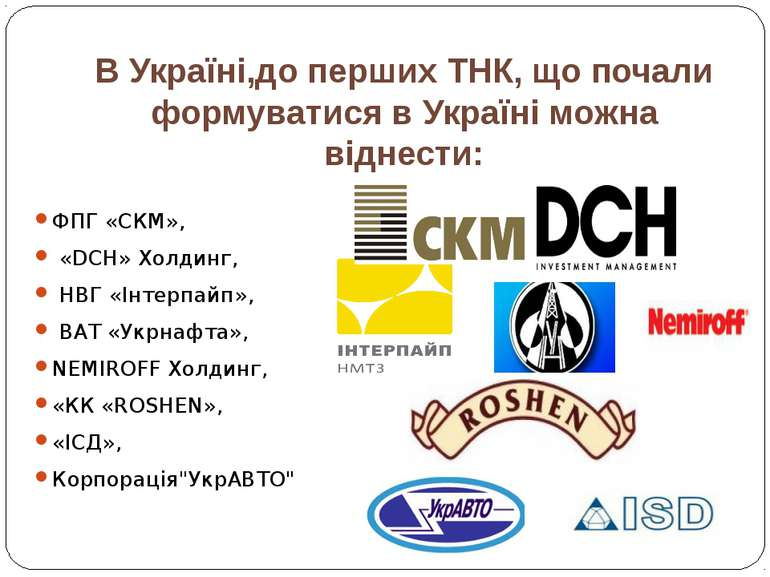 В Україні,до перших ТНК, що почали
формуватися в Україні можна
віднести:
ФПГ «СКМ»,
«DCH» Холдинг,
НВГ «Інтерпайп»,
ВАТ «Укрнафта»,
NEMIROFF Холдинг,
«КК «ROSHEN»,
«ІСД»,
Корпорація"УкрАВТО"
СКМ
DCH
INVESTMENT MANAGEMENT
ІНТЕРПАЙП
НМТЗ
Nemiroff
ROSHEN
УкрАВТО
ISD